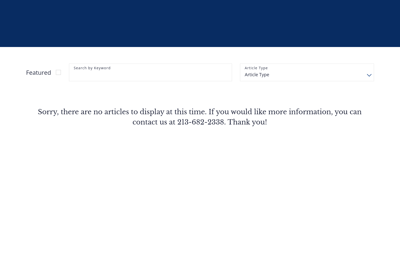 Featured
Search by Keyword
Article Type
Article Type
Sorry, there are no articles to display at this time. If you would like more information, you can
contact us at 213-682-2338. Thank you!